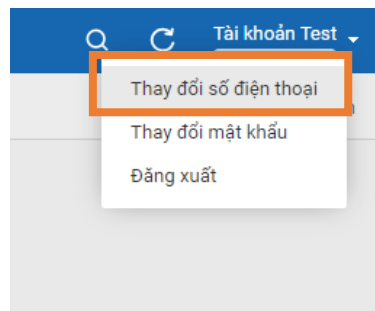 Tài khoản Test
Thay đổi số điện thoại
Thay đổi mật khẩu
Đăng xuất